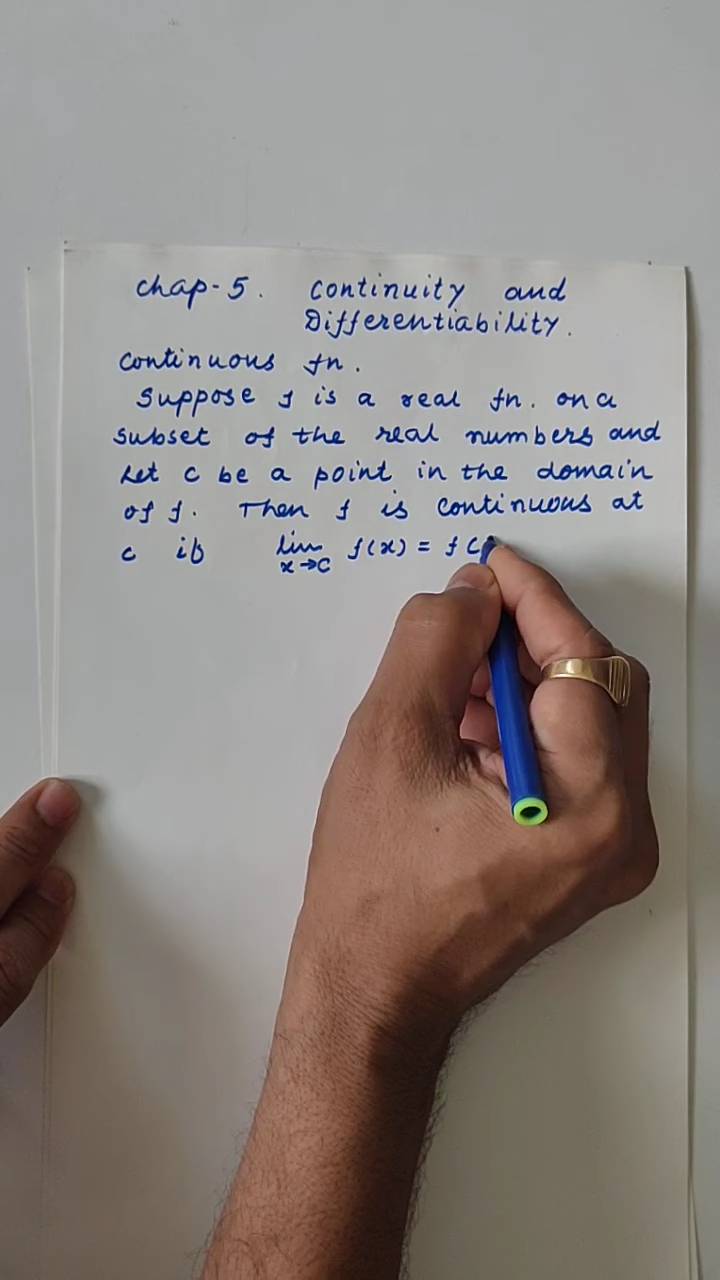 Chap-5. Continuity and
Differentiability.
Continuous fn.
Suppose f is a real fn. on a
subset of the real numbers and
Let c be a point in the domain
of f. Then f is continuous at
c if lim f(x) = f(
x→c